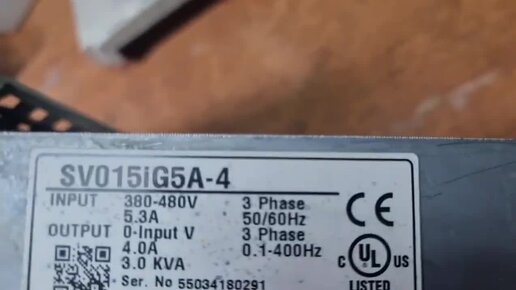 SV015iG5A-4
INPUT 380-480V 3 Phase
5.3A 50/60Hz
OUTPUT 0-Input V 3 Phase
4.0A 0.1-400Hz
3.0 KVA
Ser. No 55034180291
CE
C UL US
LISTED